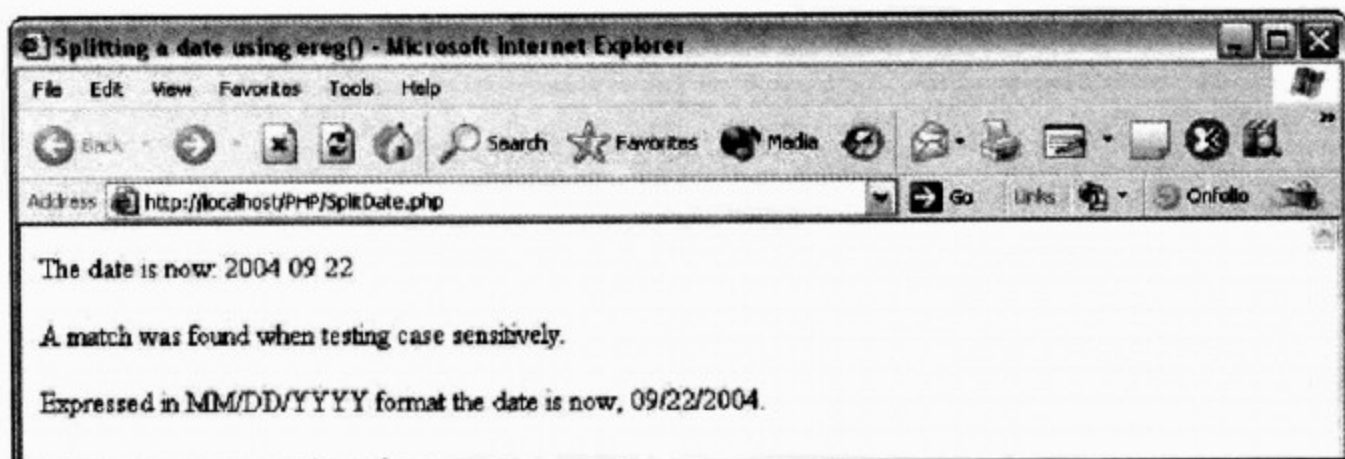 Splitting a date using ereg() - Microsoft Internet Explorer
File Edit View Favorites Tools Help
Back Search Favorites Media
Address http://localhost/PHP/SplitDate.php Go Links Onfolio
The date is now: 2004 09 22
A match was found when testing case sensitively.
Expressed in MM/DD/YYYY format the date is now, 09/22/2004.